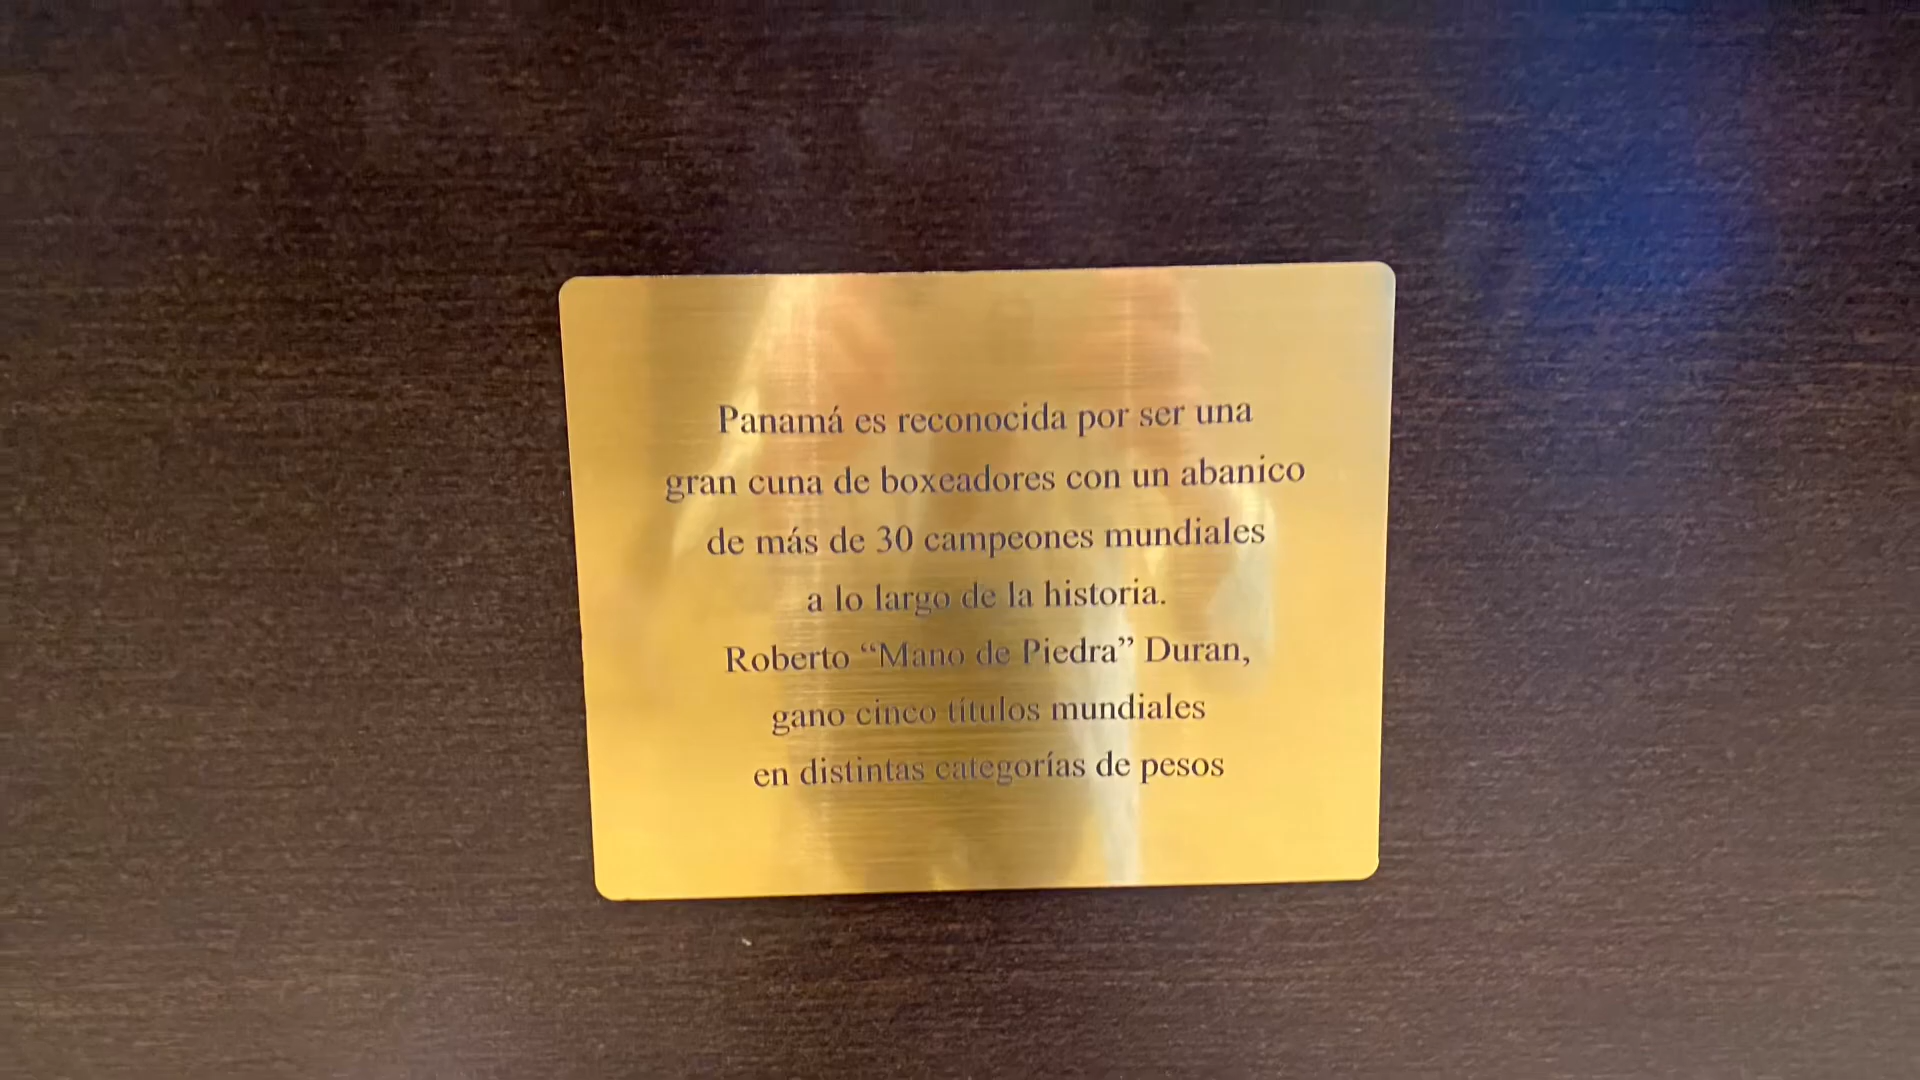 Panamá es reconocida por ser una
gran cuna de boxeadores con un abanico
de más de 30 campeones mundiales
a lo largo de la historia.
Roberto “Mano de Piedra” Duran,
gano cinco títulos mundiales
en distintas categorías de pesos